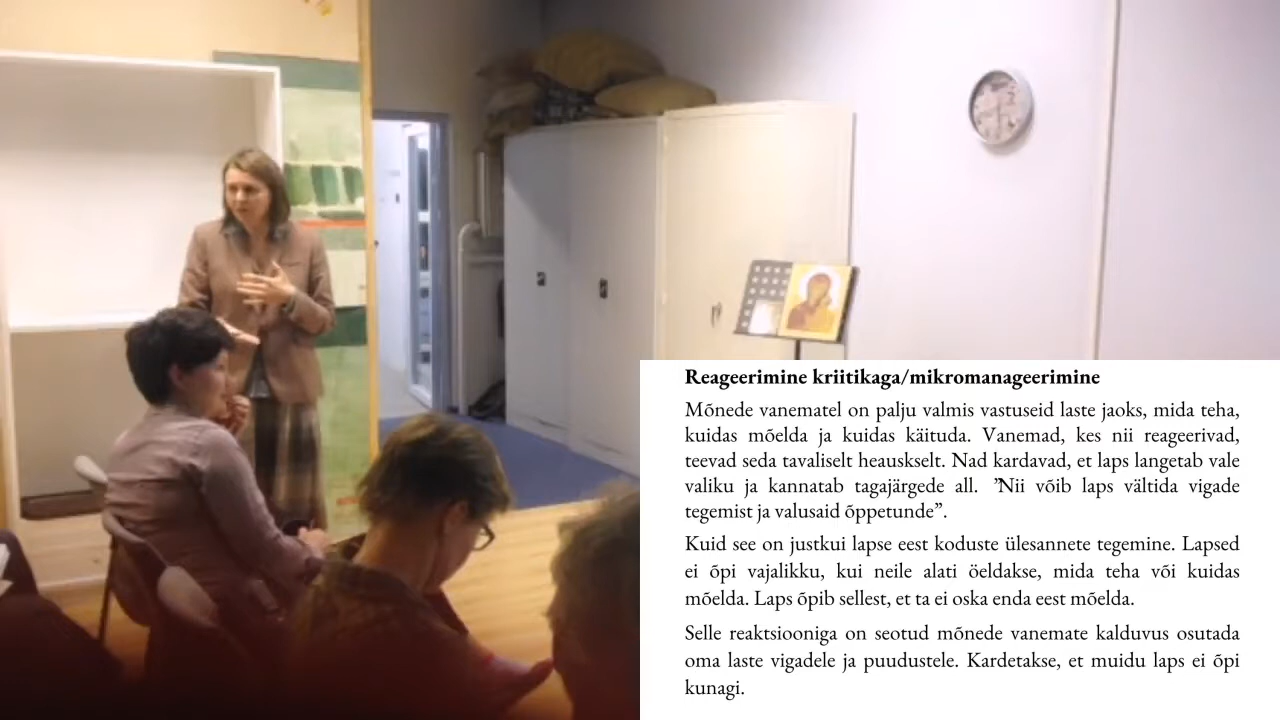 Reageerimine kriitikaga/mikromanageerimine
Mõnede vanematel on palju valmis vastuseid laste jaoks, mida teha,
kuidas mõelda ja kuidas käituda. Vanemad, kes nii reageerivad,
teevad seda tavaliselt heauskselt. Nad kardavad, et laps langetab vale
valiku ja kannatab tagajärgede all. ”Nii võib laps vältida vigade
tegemist ja valusaid õppetunde”.
Kuid see on justkui lapse eest koduste ülesannete tegemine. Lapsed
ei õpi vajalikku, kui neile alati öeldakse, mida teha või kuidas
mõelda. Laps õpib sellest, et ta ei oska enda eest mõelda.
Selle reaktsiooniga on seotud mõnede vanemate kalduvus osutada
oma laste vigadele ja puudustele. Kardetakse, et muidu laps ei õpi
kunagi.